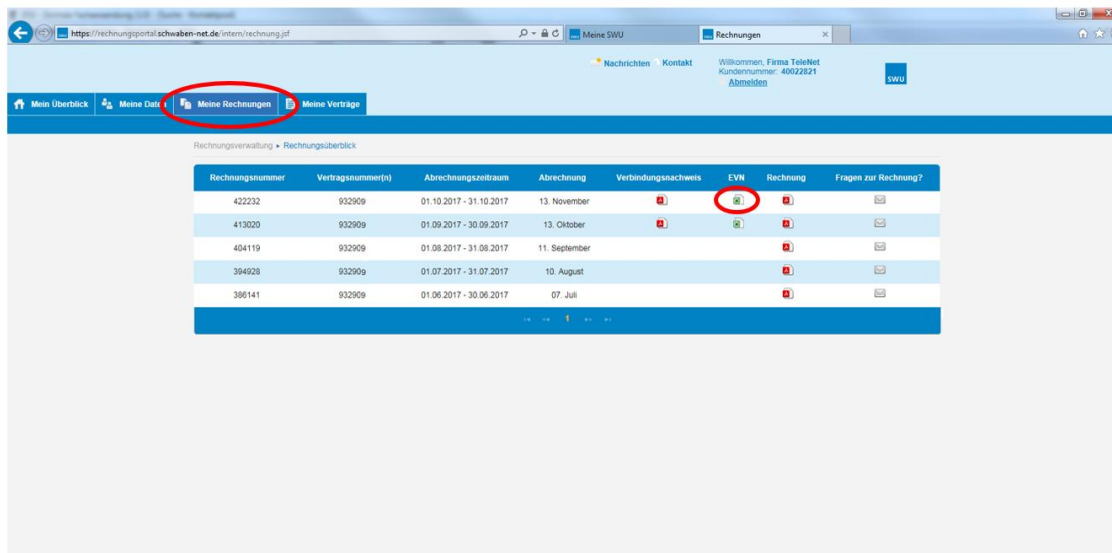 https://rechnungsportal.schwaben-net.de/intern/rechnung.jsf
Meine SWU
Rechnungen
Nachrichten
Kontakt
Willkommen, Firma TeleNet
Kundennummer: 40022821
Abmelden
SWU
Mein Überblick
Meine Daten
Meine Rechnungen
Meine Verträge
Rechnungsverwaltung ▸ Rechnungsüberblick
Rechnungsnummer Vertragsnummer(n) Abrechnungszeitraum Abrechnung Verbindungsnachweis EVN Rechnung Fragen zur Rechnung?
422232 932909 01.10.2017 - 31.10.2017 13. November
413020 932909 01.09.2017 - 30.09.2017 13. Oktober
404119 932909 01.08.2017 - 31.08.2017 11. September
394928 932909 01.07.2017 - 31.07.2017 10. August
386141 932909 01.06.2017 - 30.06.2017 07. Juli
1